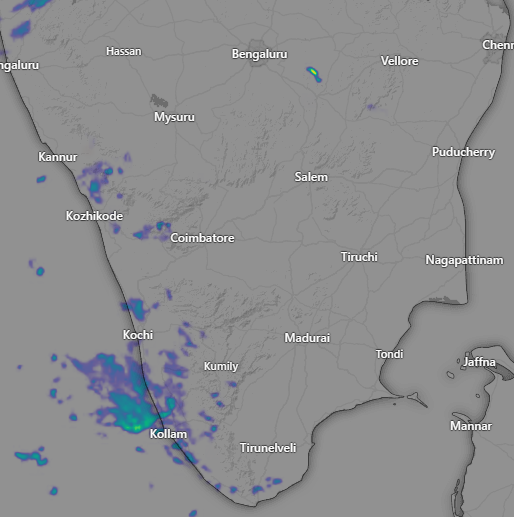 Hassan
Bengaluru
Chenn
ngaluru
Vellore
Mysuru
Kannur
Puducherry
Salem
Kozhikode
Coimbatore
Tiruchi
Nagapattinam
Kochi
Madurai
Tondi
Kumily
Jaffna
Kollam
Mannar
Tirunelveli